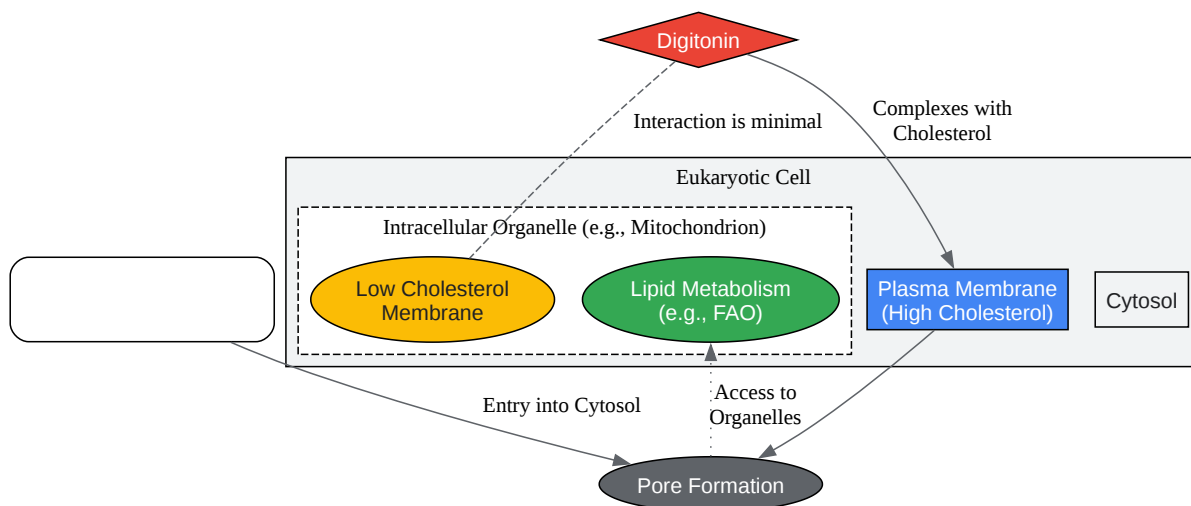 Digitonin
Interaction is minimal
Complexes with
Cholesterol
Eukaryotic Cell
Intracellular Organelle (e.g., Mitochondrion)
Low Cholesterol
Membrane
Lipid Metabolism
(e.g., FAO)
Plasma Membrane
(High Cholesterol)
Cytosol
Entry into Cytosol
Access to
Organelles
Pore Formation